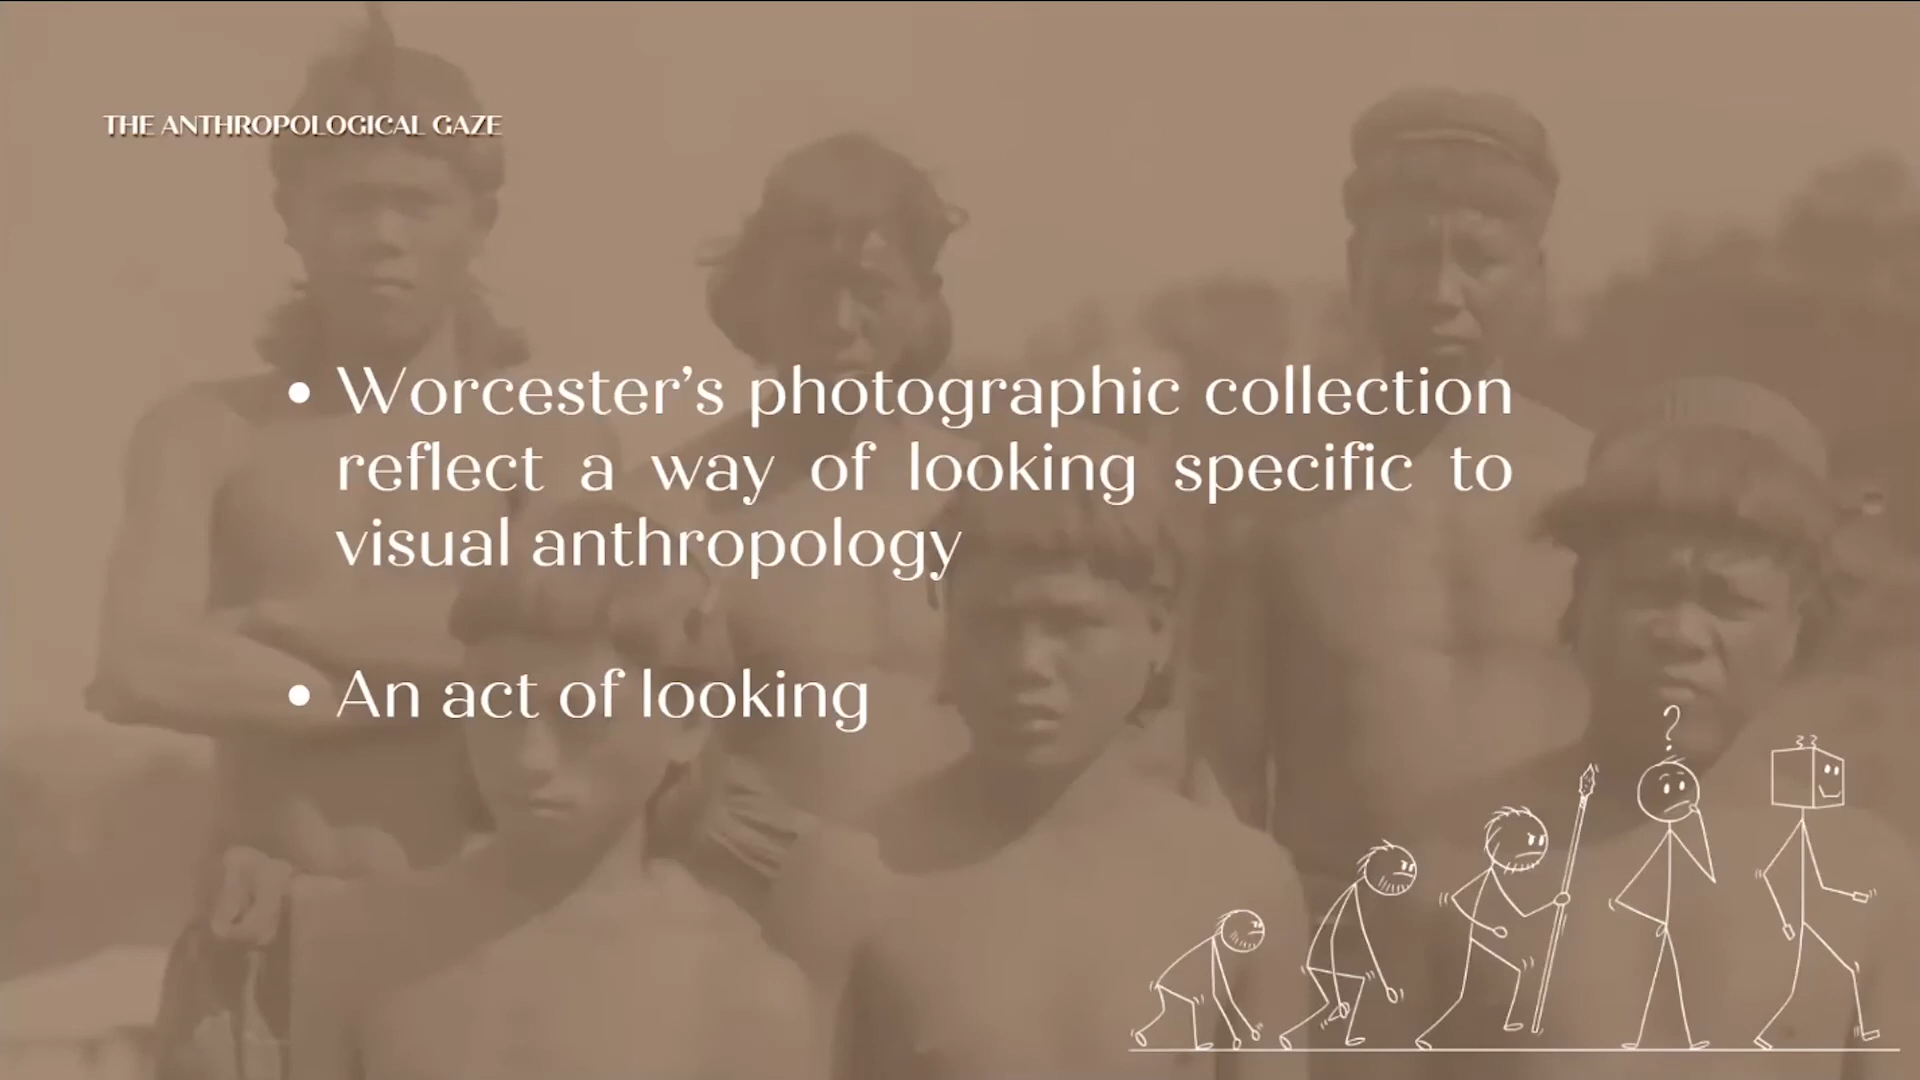 THE ANTHROPOLOGICAL GAZE
• Worcester's photographic collection
reflect a way of looking specific to
visual anthropology
• An act of looking
?